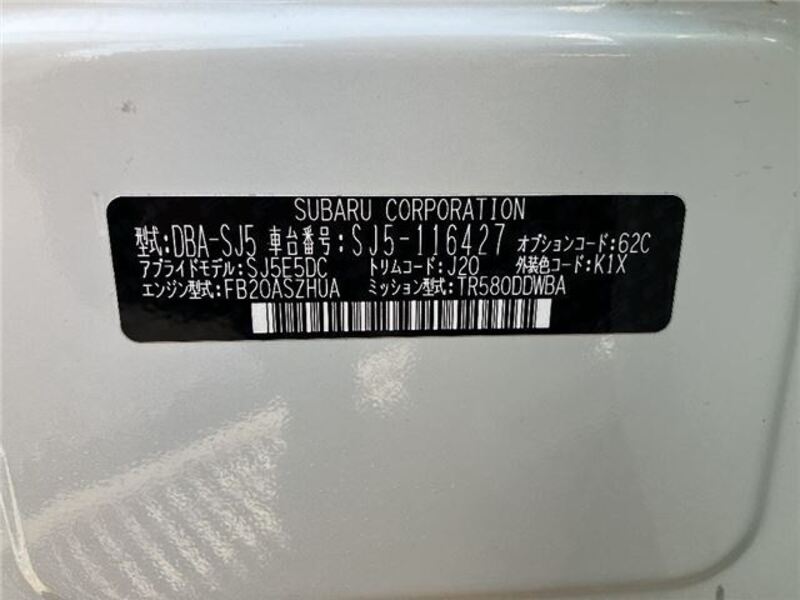 SUBARU CORPORATION
型式:DBA-SJ5 車台番号:SJ5-116427 オプションコード:62C
アプライドモデル:SJ5E5DC トリムコード:J20 外装色コード:K1X
エンジン型式:FB20ASZHUA ミッション型式:TR580DDWBA